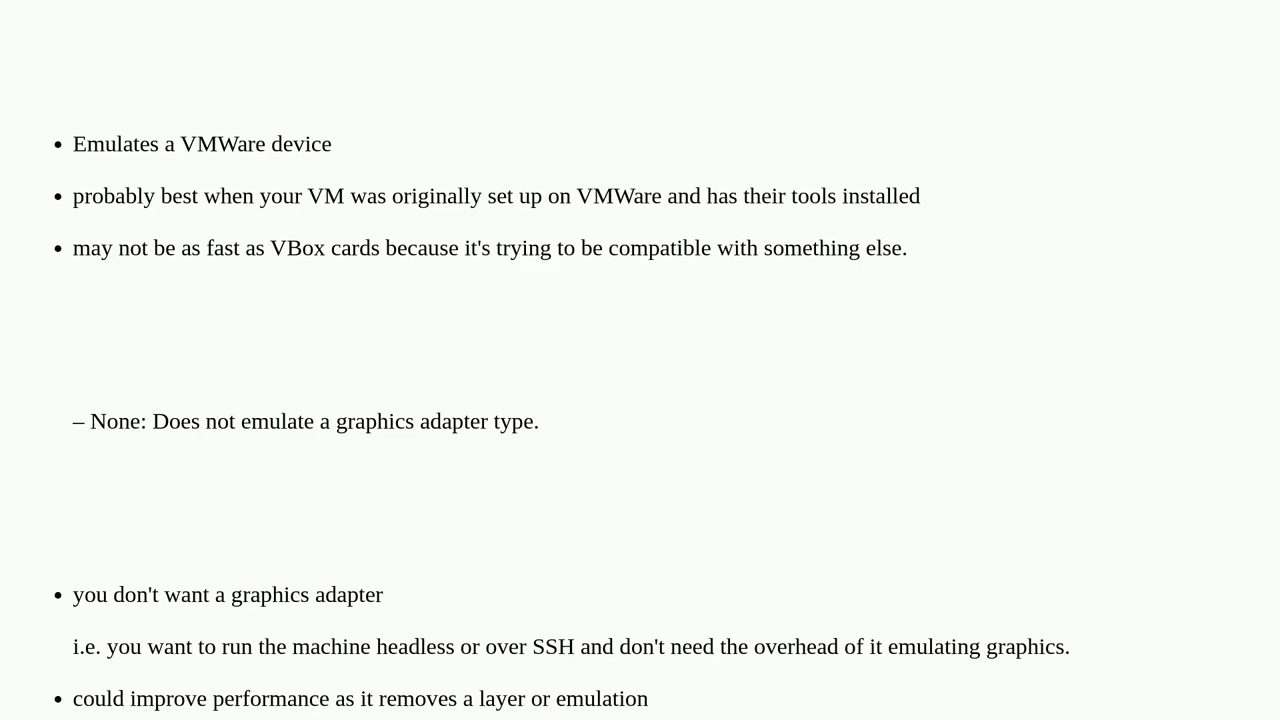 • Emulates a VMWare device
• probably best when your VM was originally set up on VMWare and has their tools installed
• may not be as fast as VBox cards because it's trying to be compatible with something else.
– None: Does not emulate a graphics adapter type.
• you don't want a graphics adapter
i.e. you want to run the machine headless or over SSH and don't need the overhead of it emulating graphics.
• could improve performance as it removes a layer or emulation